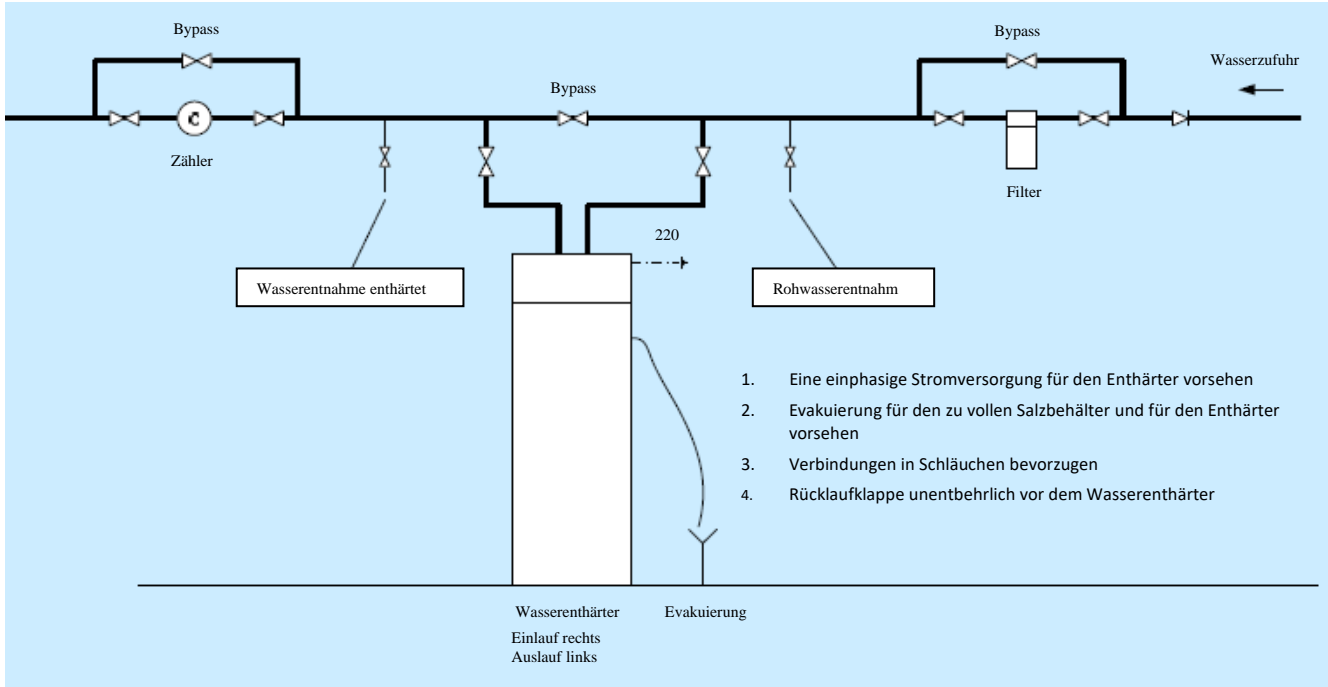 Bypass
Bypass
Wasserzufuhr
Bypass
C
Zähler
Filter
220
Wasserentnahme enthärtet
Rohwasserentnahm
1. Eine einphasige Stromversorgung für den Enthärter vorsehen
2. Evakuierung für den zu vollen Salzbehälter und für den Enthärter
vorsehen
3. Verbindungen in Schläuchen bevorzugen
4. Rücklaufklappe unentbehrlich vor dem Wasserenthärter
Wasserenthärter
Einlauf rechts
Auslauf links
Evakuierung